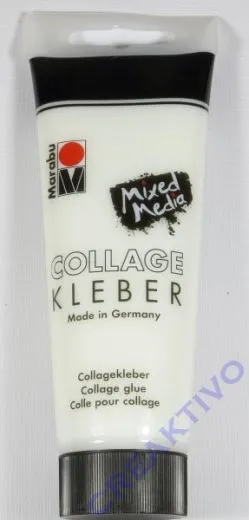 Marabu
Mixed
Media
COLLAGE
KLEBER
Made in Germany
Collagekleber
Collage glue
Colle pour collage
CREAKTIVO